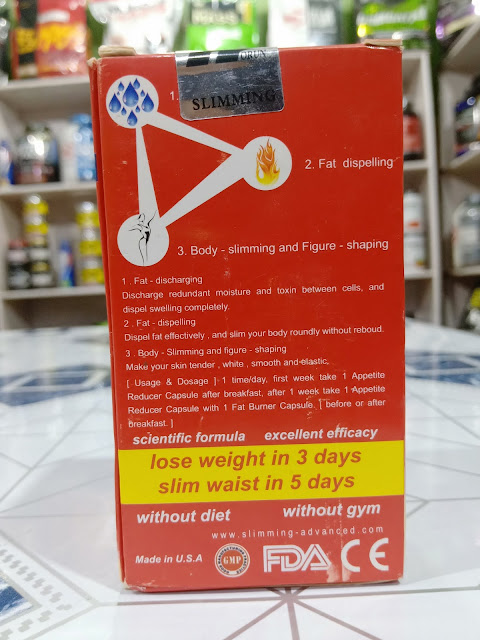 ORUN
SLIMMING
1.
2. Fat dispelling
3. Body - slimming and Figure - shaping
1 . Fat - discharging
Discharge redundant moisture and toxin between cells, and
dispel swelling completely.
2 . Fat - dispelling
Dispel fat effectively , and slim your body roundly without reboud.
3 . Body - Slimming and figure - shaping
Make your skin tender , white , smooth and elastic.
[ Usage & Dosage ] 1 time/day, first week take 1 Appetite
Reducer Capsule after breakfast, after 1 week take 1 Appetite
Reducer Capsule with 1 Fat Burner Capsule. [ before or after
breakfast. ]
scientific formula excellent efficacy
lose weight in 3 days
slim waist in 5 days
without diet without gym
www.slimming-advanced.com
Made in U.S.A GMP FDA CE